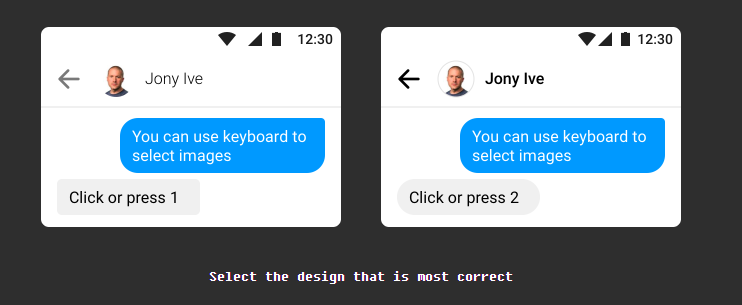 12:30
Jony Ive
You can use keyboard to
select images
Click or press 1
12:30
Jony Ive
You can use keyboard to
select images
Click or press 2
Select the design that is most correct